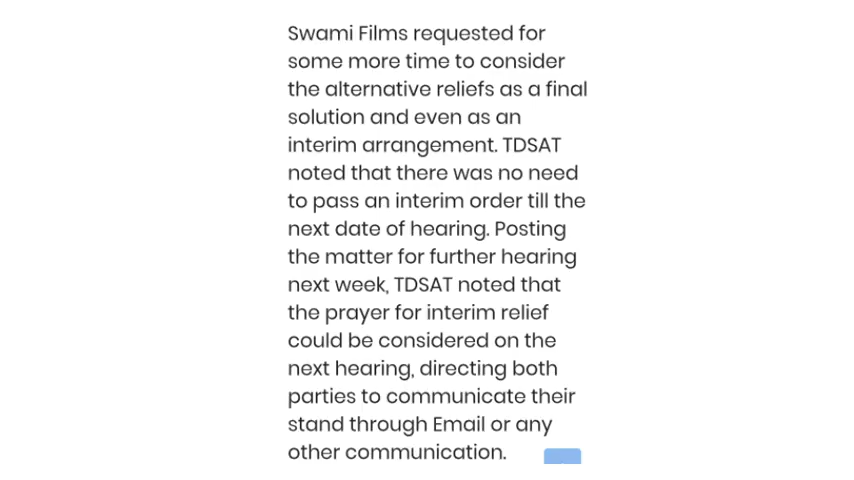 Swami Films requested for
some more time to consider
the alternative reliefs as a final
solution and even as an
interim arrangement. TDSAT
noted that there was no need
to pass an interim order till the
next date of hearing. Posting
the matter for further hearing
next week, TDSAT noted that
the prayer for interim relief
could be considered on the
next hearing, directing both
parties to communicate their
stand through Email or any
other communication.